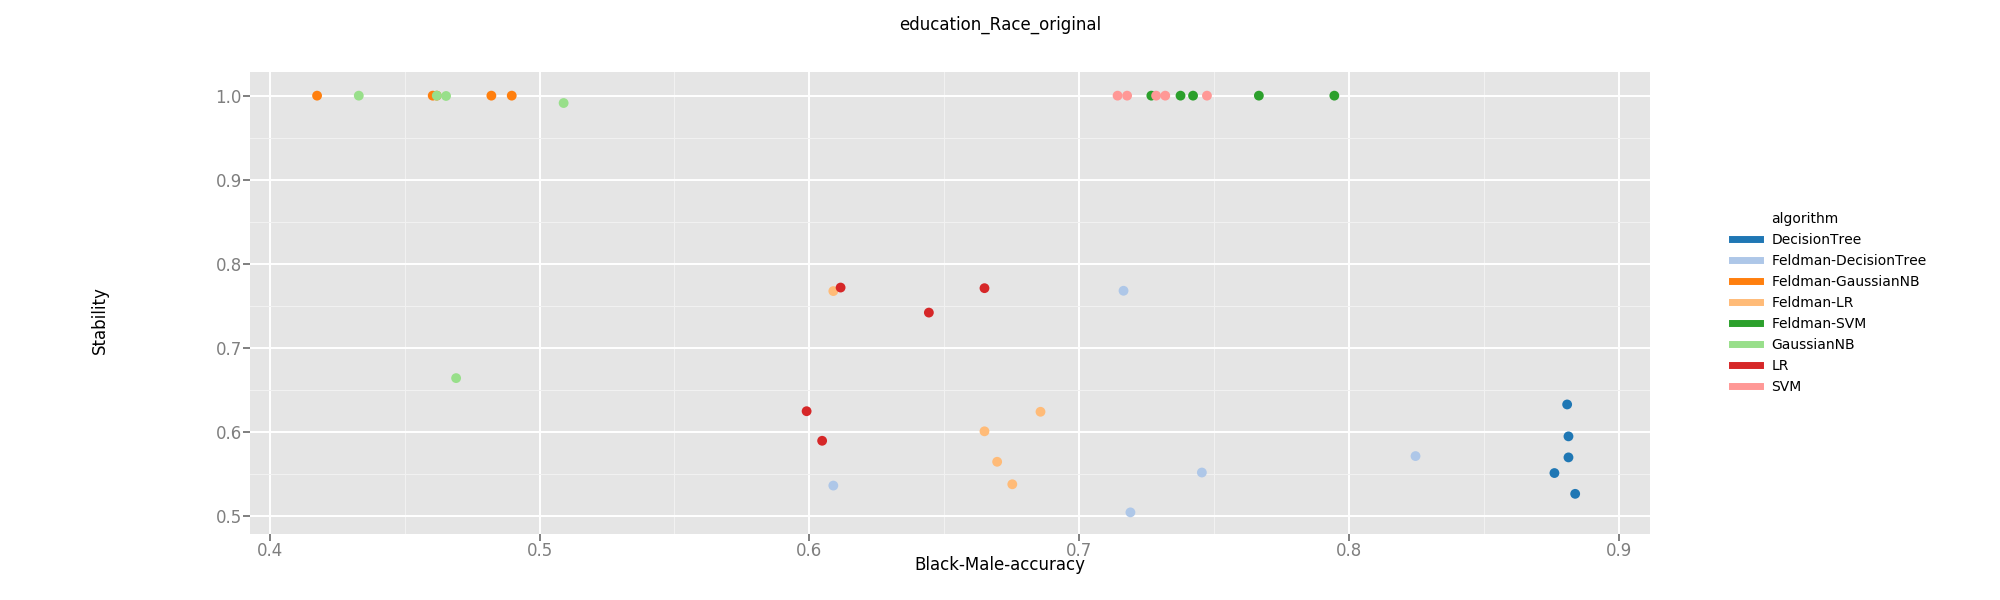 education_Race_original
1.0
0.9
0.8
0.7
0.6
0.5
Stability
0.4 0.5 0.6 0.7 0.8 0.9
Black-Male-accuracy
algorithm
DecisionTree
Feldman-DecisionTree
Feldman-GaussianNB
Feldman-LR
Feldman-SVM
GaussianNB
LR
SVM